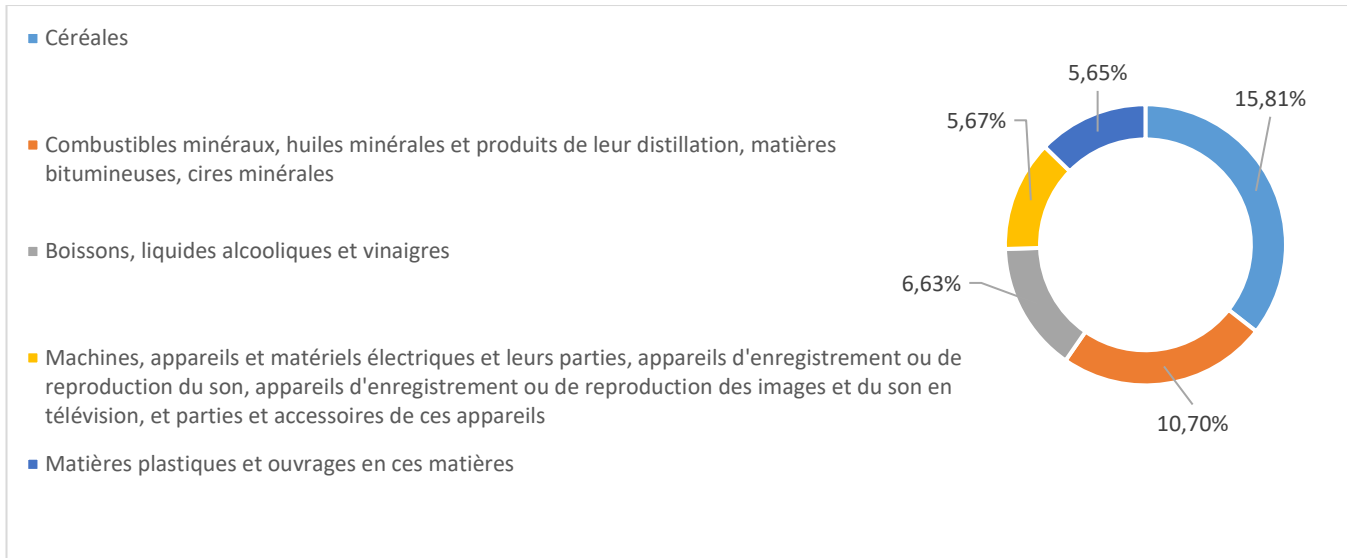 Céréales
Combustibles minéraux, huiles minérales et produits de leur distillation, matières
bitumineuses, cires minérales
Boissons, liquides alcooliques et vinaigres
Machines, appareils et matériels électriques et leurs parties, appareils d'enregistrement ou de
reproduction du son, appareils d'enregistrement ou de reproduction des images et du son en
télévision, et parties et accessoires de ces appareils
Matières plastiques et ouvrages en ces matières
5,65%
15,81%
5,67%
6,63%
10,70%